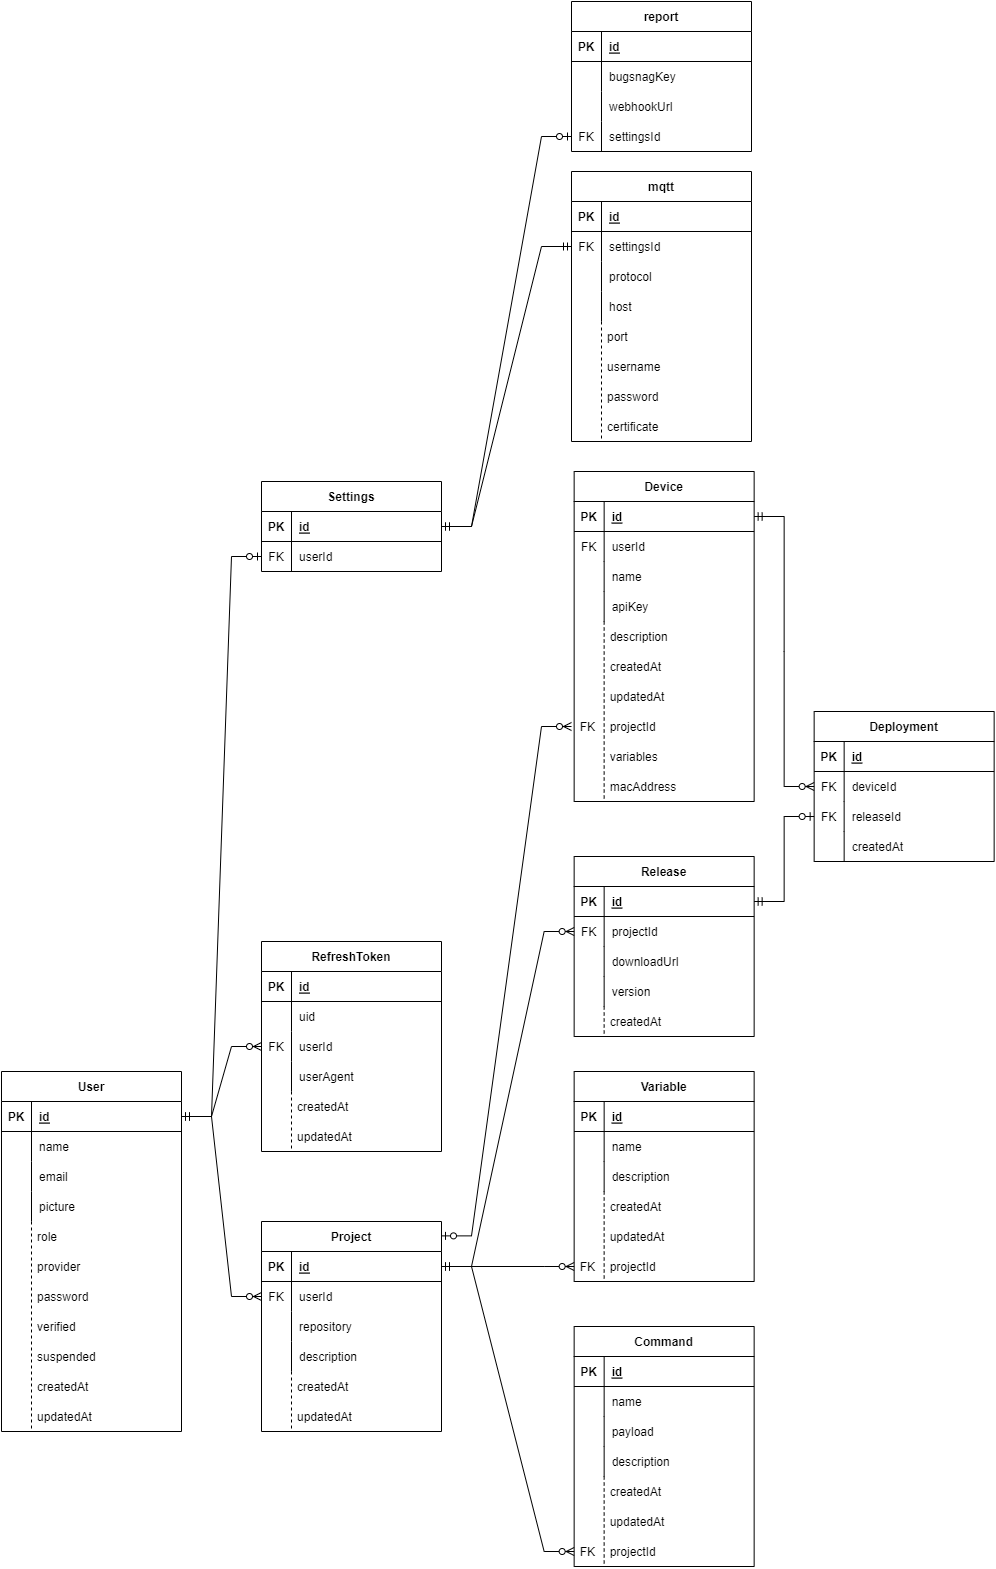 report
PK id
bugsnagKey
webhookUrl
FK settingsId
mqtt
PK id
FK settingsId
protocol
host
port
username
password
certificate
Settings
PK id
FK userId
Device
PK id
FK userId
name
apiKey
description
createdAt
updatedAt
FK projectId
variables
macAddress
Deployment
PK id
FK deviceId
FK releaseId
createdAt
Release
PK id
FK projectId
downloadUrl
version
createdAt
RefreshToken
PK id
uid
FK userId
userAgent
createdAt
updatedAt
User
PK id
name
email
picture
role
provider
password
verified
suspended
createdAt
updatedAt
Variable
PK id
name
description
createdAt
updatedAt
FK projectId
Project
PK id
FK userId
repository
description
createdAt
updatedAt
Command
PK id
name
payload
description
createdAt
updatedAt
FK projectId